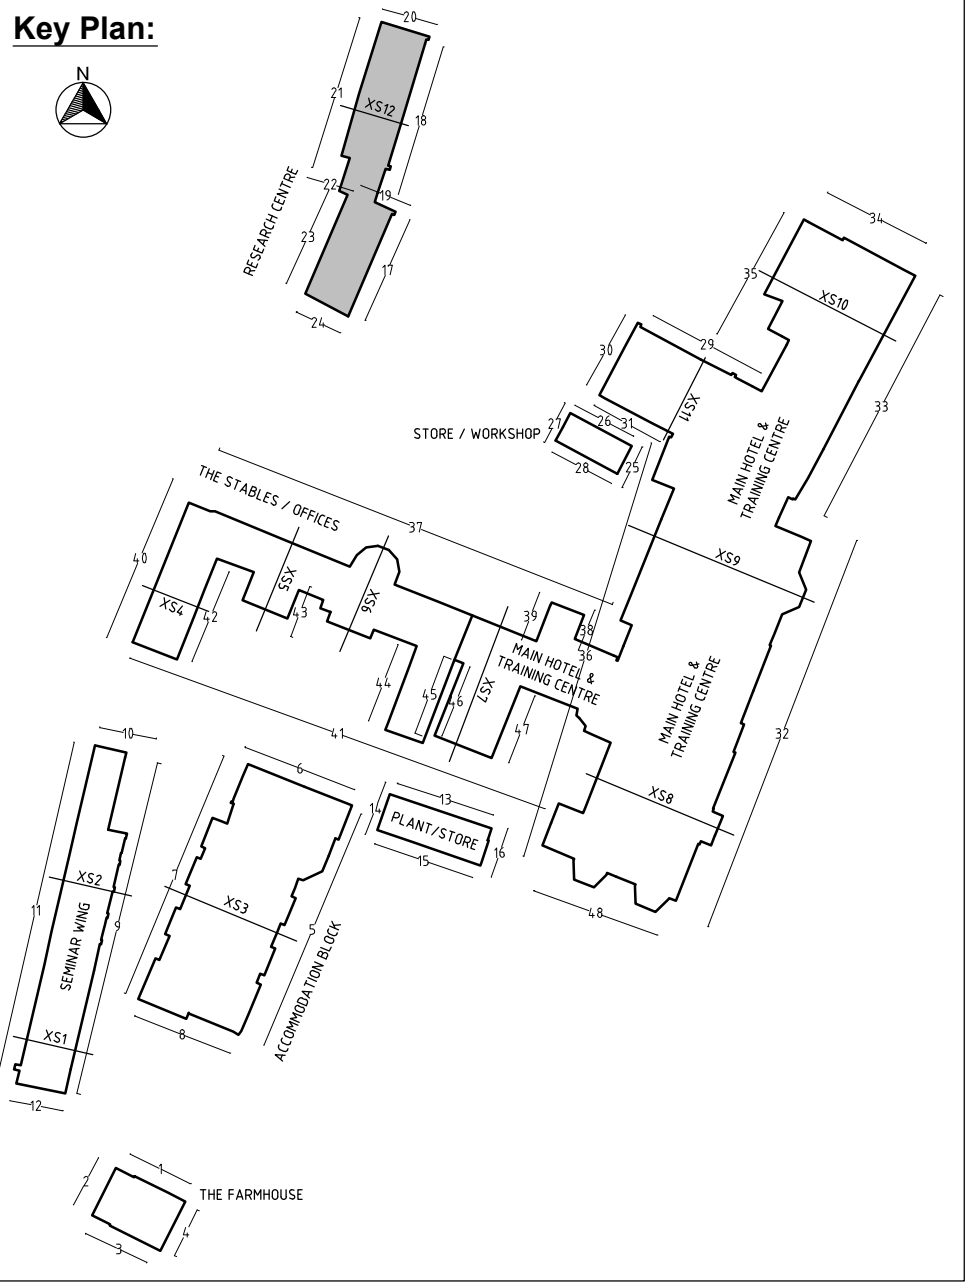 Key Plan:
N
20
21
XS12
18
22
19
RESEARCH CENTRE
23
17
24
34
35
XS10
30
29
33
XS11
27
26
31
STORE / WORKSHOP
28
25
MAIN HOTEL &
TRAINING CENTRE
THE STABLES / OFFICES
37
40
XS5
XS9
XS4
42
43
XS6
39
38
36
MAIN HOTEL &
TRAINING CENTRE
44
45
46
XS7
47
MAIN HOTEL &
TRAINING CENTRE
41
32
10
6
14
13
PLANT/STORE
15
16
XS8
7
11
XS2
XS3
9
5
48
SEMINAR WING
ACCOMMODATION BLOCK
XS1
8
12
1
2
THE FARMHOUSE
4
3